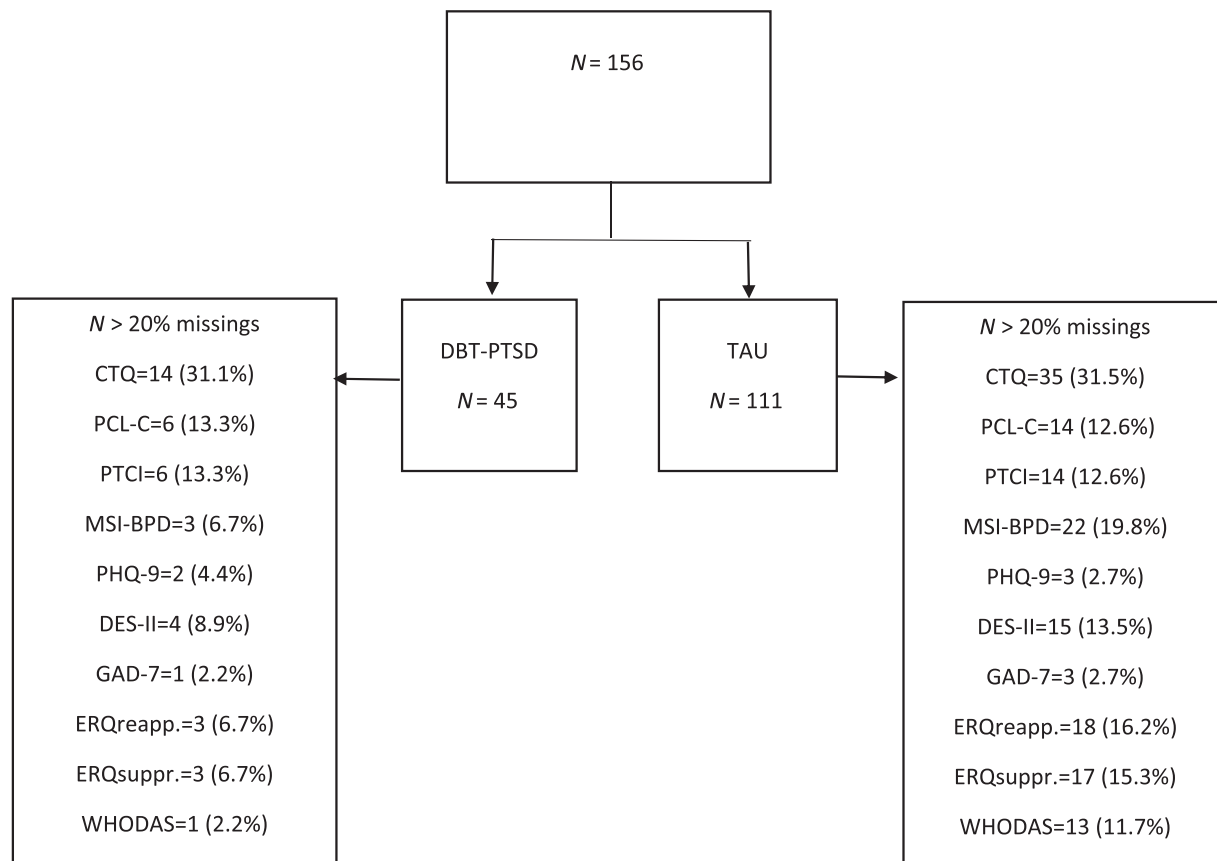 N = 156
DBT-PTSD
N = 45
TAU
N = 111
N > 20% missings
CTQ=14 (31.1%)
PCL-C=6 (13.3%)
PTCI=6 (13.3%)
MSI-BPD=3 (6.7%)
PHQ-9=2 (4.4%)
DES-II=4 (8.9%)
GAD-7=1 (2.2%)
ERQreapp.=3 (6.7%)
ERQsuppr.=3 (6.7%)
WHODAS=1 (2.2%)
N > 20% missings
CTQ=35 (31.5%)
PCL-C=14 (12.6%)
PTCI=14 (12.6%)
MSI-BPD=22 (19.8%)
PHQ-9=3 (2.7%)
DES-II=15 (13.5%)
GAD-7=3 (2.7%)
ERQreapp.=18 (16.2%)
ERQsuppr.=17 (15.3%)
WHODAS=13 (11.7%)